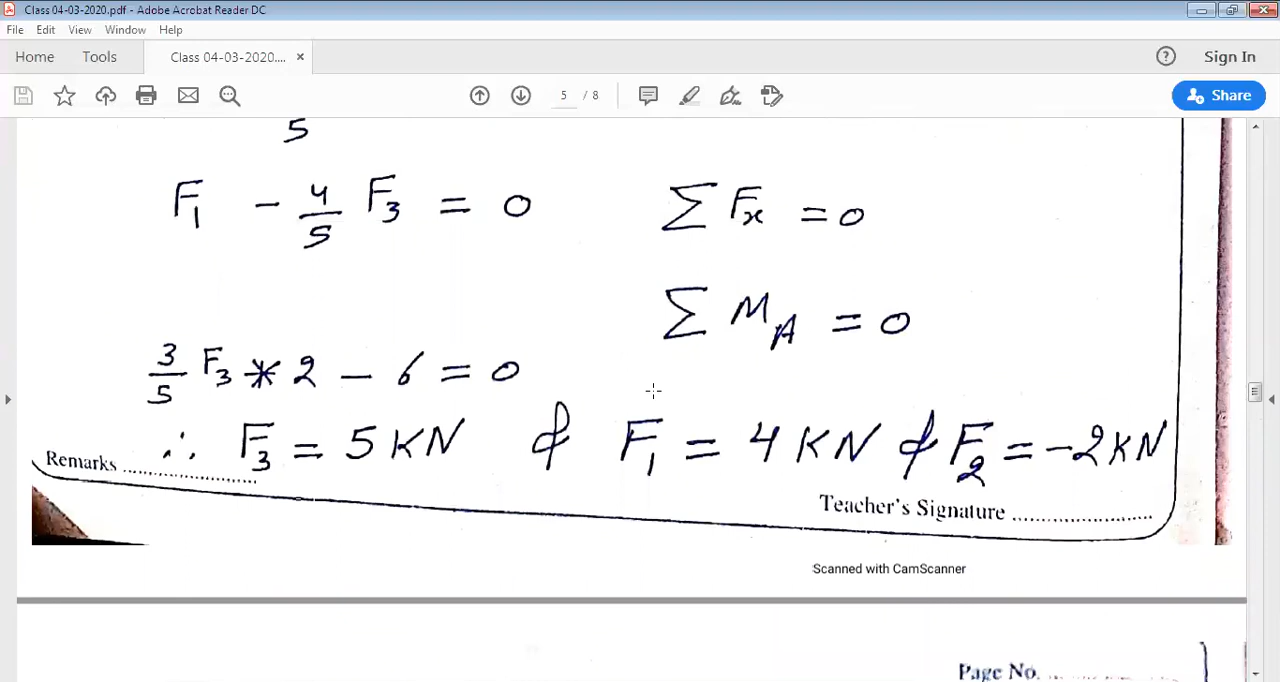 Class 04-03-2020.pdf - Adobe Acrobat Reader DC
File Edit View Window Help
Home Tools Class 04-03-2020.... ×
? Sign In
5 / 8
Share
5
F₁ - 4/5 F₃ = 0
∑ Fx = 0
∑ M_A = 0
3/5 F₃ * 2 - 6 = 0
∴ F₃ = 5 KN & F₁ = 4 KN & F₂ = -2 KN
Remarks ..............................
Teacher's Signature ........................
Scanned with CamScanner
Page No. ..................